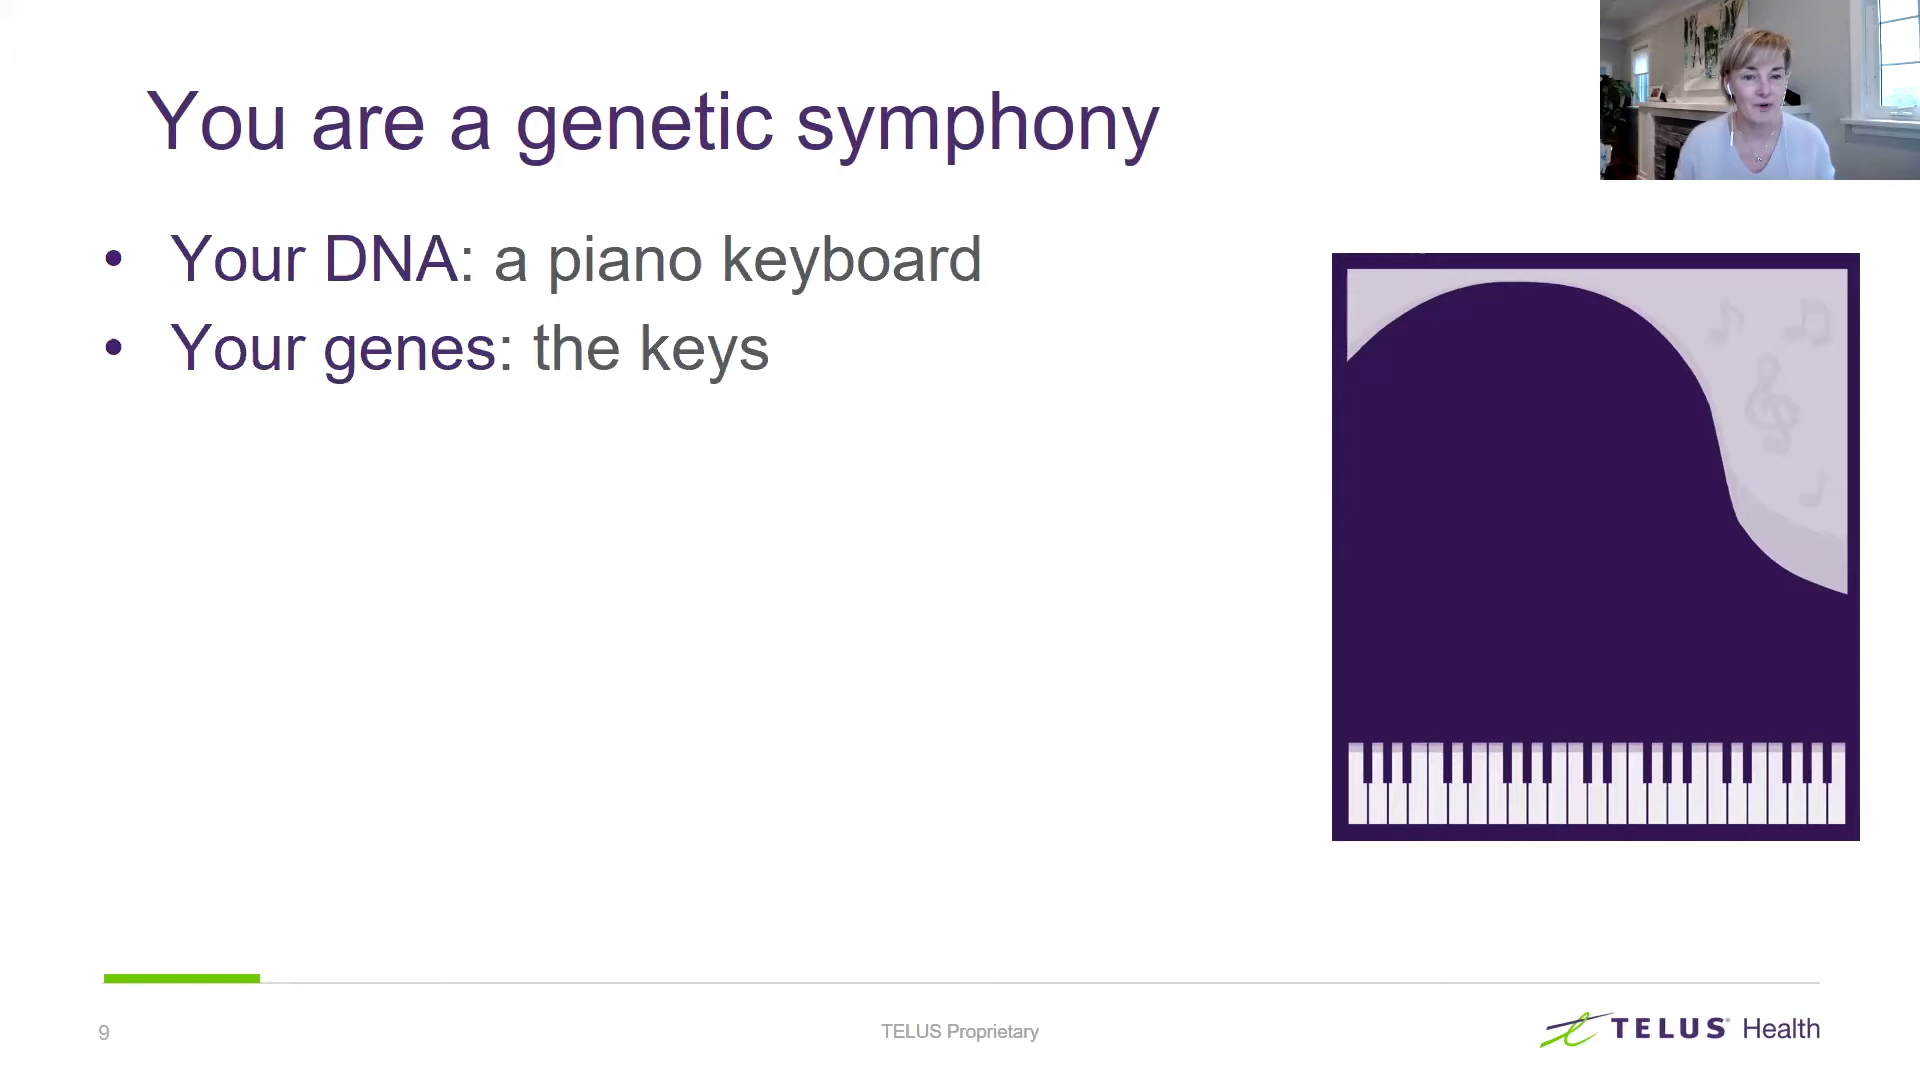 You are a genetic symphony
• Your DNA: a piano keyboard
• Your genes: the keys
9
TELUS Proprietary
TELUS® Health